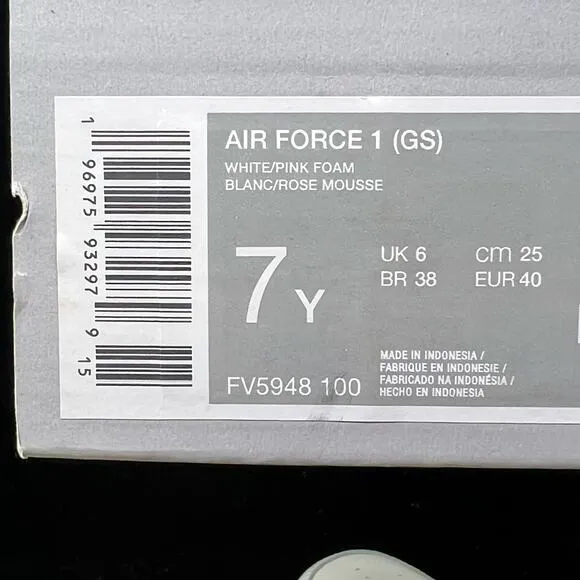 AIR FORCE 1 (GS)
WHITE/PINK FOAM
BLANC/ROSE MOUSSE
7 Y
UK 6 cm 25
BR 38 EUR 40
FV5948 100
MADE IN INDONESIA /
FABRIQUE EN INDONESIE /
FABRICADO NA INDONÉSIA /
HECHO EN INDONESIA
1 96975 93297 9 15